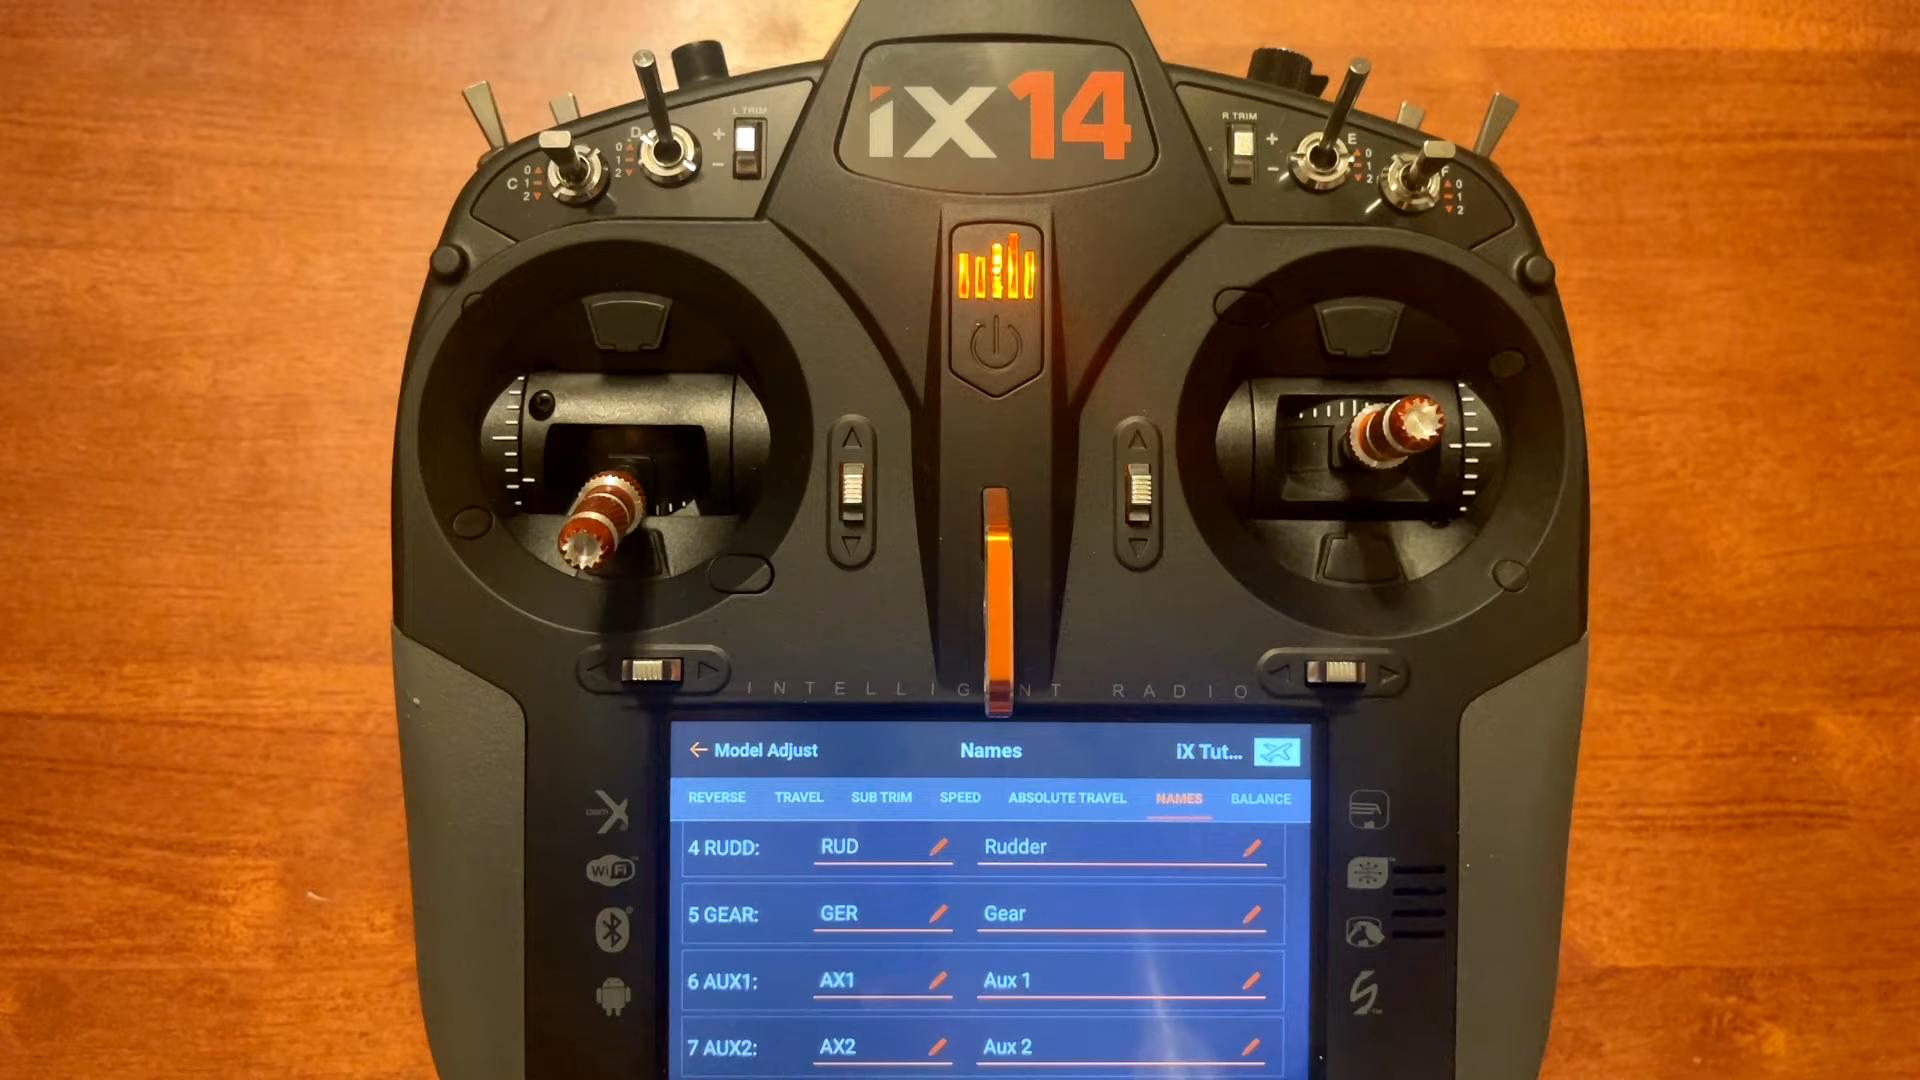 iX14
L TRIM
R TRIM
+
-
+
-
D
0
1
2
C
0
1
2
E
0
1
2
F
0
1
2
INTELLIGENT RADIO
← Model Adjust Names iX Tut...
REVERSE TRAVEL SUB TRIM SPEED ABSOLUTE TRAVEL NAMES BALANCE
4 RUDD: RUD Rudder
5 GEAR: GER Gear
6 AUX1: AX1 Aux 1
7 AUX2: AX2 Aux 2
WiFi